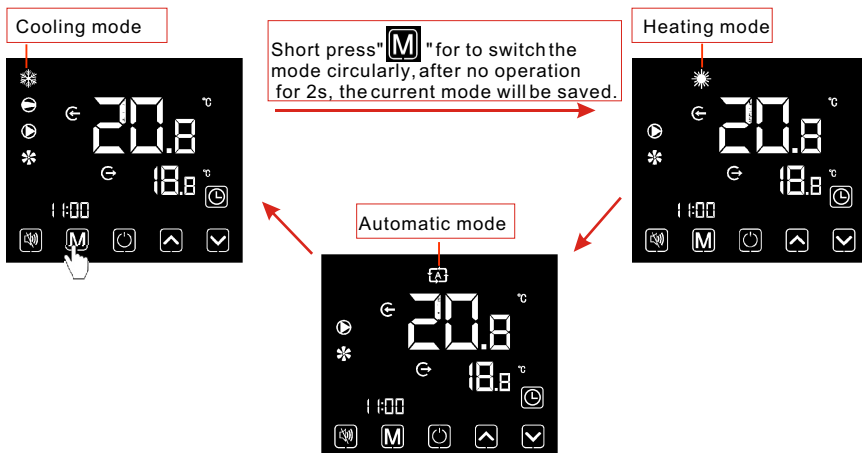 Cooling mode
Short press" M "for to switch the
mode circularly, after no operation
for 2s, the current mode will be saved.
Heating mode
℃
20.8
℃
18.8
11:00
M
℃
20.8
℃
18.8
11:00
M
Automatic mode
A
℃
20.8
℃
18.8
11:00
M